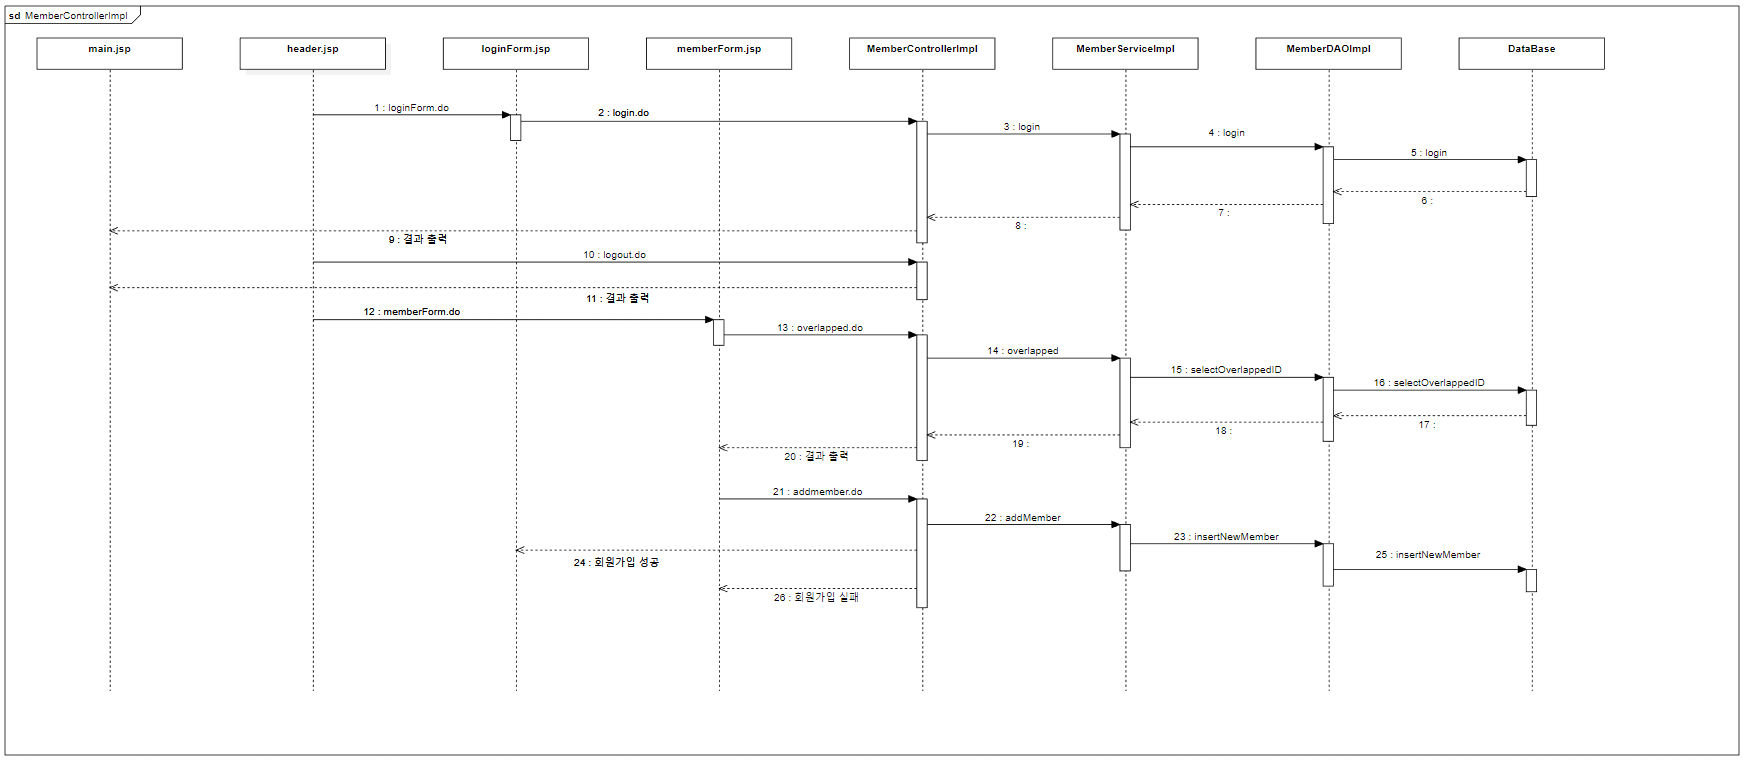 sd MemberControllerImpl
main.jsp
header.jsp
loginForm.jsp
memberForm.jsp
MemberControllerImpl
MemberServiceImpl
MemberDAOImpl
DataBase
1 : loginForm.do
2 : login.do
3 : login
4 : login
5 : login
6 :
7 :
8 :
9 : 결과 출력
10 : logout.do
11 : 결과 출력
12 : memberForm.do
13 : overlapped.do
14 : overlapped
15 : selectOverlappedID
16 : selectOverlappedID
17 :
18 :
19 :
20 : 결과 출력
21 : addmember.do
22 : addMember
23 : insertNewMember
24 : 회원가입 성공
25 : insertNewMember
26 : 회원가입 실패